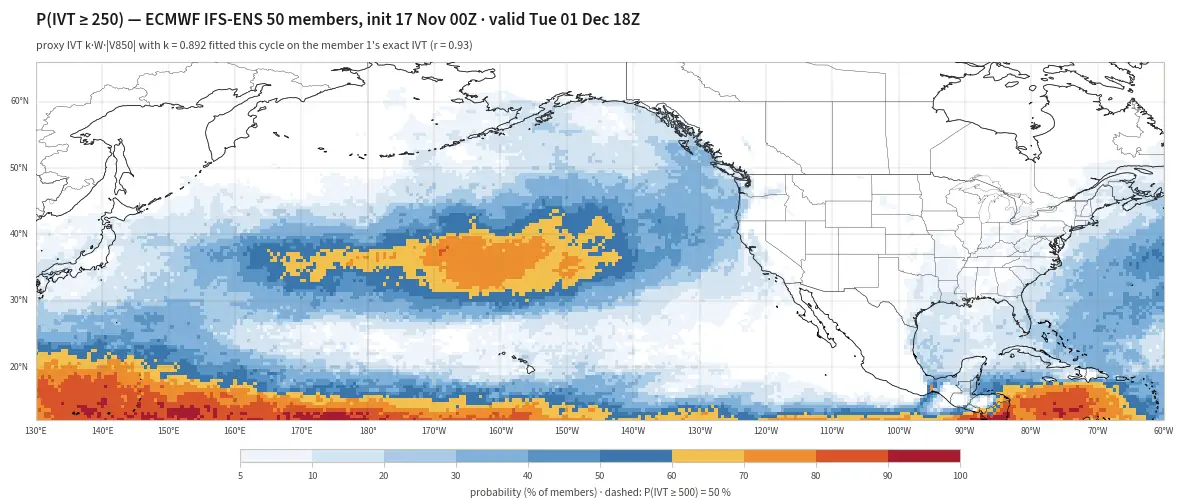 P(IVT ≥ 250) — ECMWF IFS-ENS 50 members, init 17 Nov 00Z · valid Tue 01 Dec 18Z
proxy IVT k·W·|V850| with k = 0.892 fitted this cycle on the member 1's exact IVT (r = 0.93)
60°N
50°N
40°N
30°N
20°N
130°E 140°E 150°E 160°E 170°E 180° 170°W 160°W 150°W 140°W 130°W 120°W 110°W 100°W 90°W 80°W 70°W 60°W
5 10 20 30 40 50 60 70 80 90 100
probability (% of members) · dashed: P(IVT ≥ 500) = 50 %